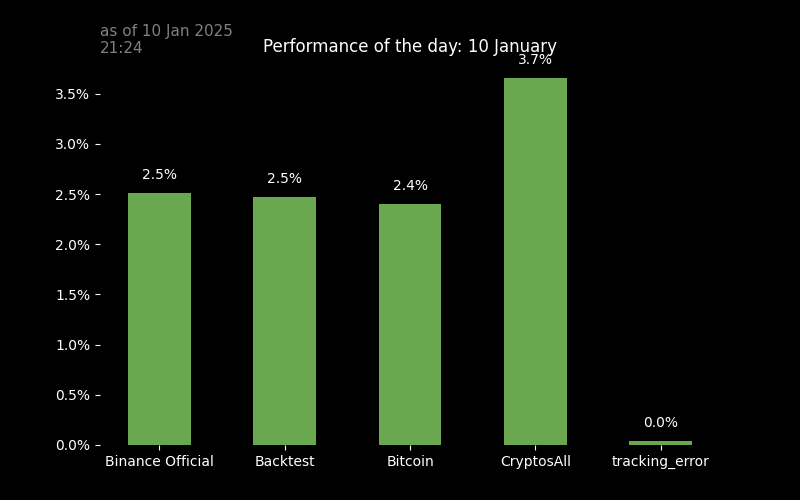 as of 10 Jan 2025
21:24
Performance of the day: 10 January
3.7%
3.5%
3.0%
2.5%
2.5%
2.4%
2.5%
2.0%
1.5%
1.0%
0.5%
0.0%
0.0%
Binance Official
Backtest
Bitcoin
CryptosAll
tracking_error